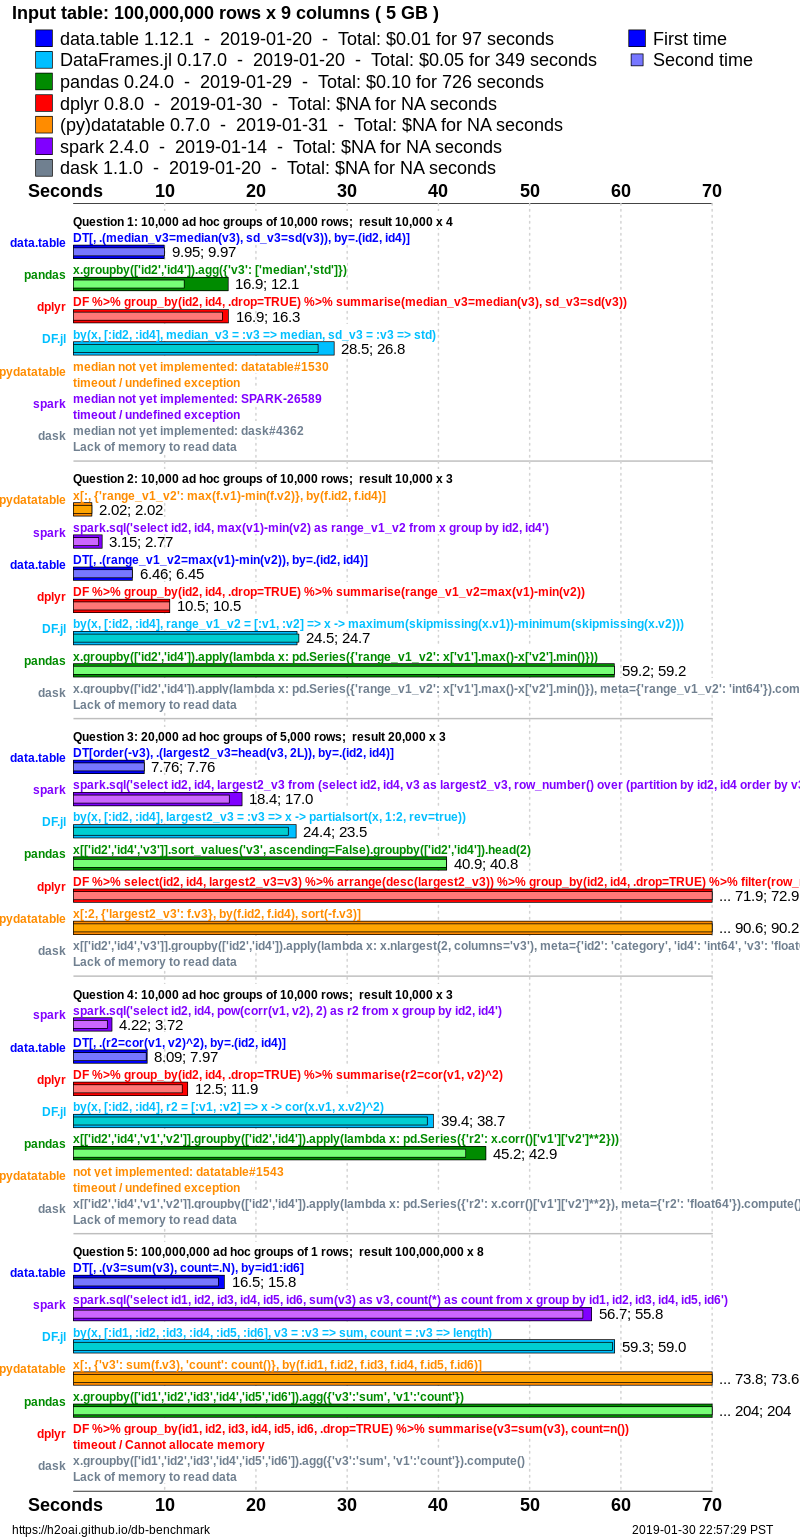 Input table: 100,000,000 rows x 9 columns ( 5 GB )
data.table 1.12.1 - 2019-01-20 - Total: $0.01 for 97 seconds
First time
DataFrames.jl 0.17.0 - 2019-01-20 - Total: $0.05 for 349 seconds
Second time
pandas 0.24.0 - 2019-01-29 - Total: $0.10 for 726 seconds
dplyr 0.8.0 - 2019-01-30 - Total: $NA for NA seconds
(py)datatable 0.7.0 - 2019-01-31 - Total: $NA for NA seconds
spark 2.4.0 - 2019-01-14 - Total: $NA for NA seconds
dask 1.1.0 - 2019-01-20 - Total: $NA for NA seconds
Seconds 10 20 30 40 50 60 70
Question 1: 10,000 ad hoc groups of 10,000 rows; result 10,000 x 4
data.table DT[, .(median_v3=median(v3), sd_v3=sd(v3)), by=.(id2, id4)]
9.95; 9.97
pandas x.groupby(['id2','id4']).agg({'v3': ['median','std']})
16.9; 12.1
dplyr DF %>% group_by(id2, id4, .drop=TRUE) %>% summarise(median_v3=median(v3), sd_v3=sd(v3))
16.9; 16.3
DF.jl by(x, [:id2, :id4], median_v3 = :v3 => median, sd_v3 = :v3 => std)
28.5; 26.8
pydatatable median not yet implemented: datatable#1530
timeout / undefined exception
spark median not yet implemented: SPARK-26589
timeout / undefined exception
dask median not yet implemented: dask#4362
Lack of memory to read data
Question 2: 10,000 ad hoc groups of 10,000 rows; result 10,000 x 3
pydatatable x[:, {'range_v1_v2': max(f.v1)-min(f.v2)}, by(f.id2, f.id4)]
2.02; 2.02
spark spark.sql('select id2, id4, max(v1)-min(v2) as range_v1_v2 from x group by id2, id4')
3.15; 2.77
data.table DT[, .(range_v1_v2=max(v1)-min(v2)), by=.(id2, id4)]
6.46; 6.45
dplyr DF %>% group_by(id2, id4, .drop=TRUE) %>% summarise(range_v1_v2=max(v1)-min(v2))
10.5; 10.5
DF.jl by(x, [:id2, :id4], range_v1_v2 = [:v1, :v2] => x -> maximum(skipmissing(x.v1))-minimum(skipmissing(x.v2)))
24.5; 24.7
pandas x.groupby(['id2','id4']).apply(lambda x: pd.Series({'range_v1_v2': x['v1'].max()-x['v2'].min()}))
59.2; 59.2
dask x.groupby(['id2','id4']).apply(lambda x: pd.Series({'range_v1_v2': x['v1'].max()-x['v2'].min()}), meta={'range_v1_v2': 'int64'}).com
Lack of memory to read data
Question 3: 20,000 ad hoc groups of 5,000 rows; result 20,000 x 3
data.table DT[order(-v3), .(largest2_v3=head(v3, 2L)), by=.(id2, id4)]
7.76; 7.76
spark spark.sql('select id2, id4, largest2_v3 from (select id2, id4, v3 as largest2_v3, row_number() over (partition by id2, id4 order by v3
18.4; 17.0
DF.jl by(x, [:id2, :id4], largest2_v3 = :v3 => x -> partialsort(x, 1:2, rev=true))
24.4; 23.5
pandas x[['id2','id4','v3']].sort_values('v3', ascending=False).groupby(['id2','id4']).head(2)
40.9; 40.8
dplyr DF %>% select(id2, id4, largest2_v3=v3) %>% arrange(desc(largest2_v3)) %>% group_by(id2, id4, .drop=TRUE) %>% filter(row_
... 71.9; 72.9
pydatatable x[:2, {'largest2_v3': f.v3}, by(f.id2, f.id4), sort(-f.v3)]
... 90.6; 90.2
dask x[['id2','id4','v3']].groupby(['id2','id4']).apply(lambda x: x.nlargest(2, columns='v3'), meta={'id2': 'category', 'id4': 'int64', 'v3': 'float
Lack of memory to read data
Question 4: 10,000 ad hoc groups of 10,000 rows; result 10,000 x 3
spark spark.sql('select id2, id4, pow(corr(v1, v2), 2) as r2 from x group by id2, id4')
4.22; 3.72
data.table DT[, .(r2=cor(v1, v2)^2), by=.(id2, id4)]
8.09; 7.97
dplyr DF %>% group_by(id2, id4, .drop=TRUE) %>% summarise(r2=cor(v1, v2)^2)
12.5; 11.9
DF.jl by(x, [:id2, :id4], r2 = [:v1, :v2] => x -> cor(x.v1, x.v2)^2)
39.4; 38.7
pandas x[['id2','id4','v1','v2']].groupby(['id2','id4']).apply(lambda x: pd.Series({'r2': x.corr()['v1']['v2']**2}))
45.2; 42.9
pydatatable not yet implemented: datatable#1543
timeout / undefined exception
dask x[['id2','id4','v1','v2']].groupby(['id2','id4']).apply(lambda x: pd.Series({'r2': x.corr()['v1']['v2']**2}), meta={'r2': 'float64'}).compute()
Lack of memory to read data
Question 5: 100,000,000 ad hoc groups of 1 rows; result 100,000,000 x 8
data.table DT[, .(v3=sum(v3), count=.N), by=id1:id6]
16.5; 15.8
spark spark.sql('select id1, id2, id3, id4, id5, id6, sum(v3) as v3, count(*) as count from x group by id1, id2, id3, id4, id5, id6')
56.7; 55.8
DF.jl by(x, [:id1, :id2, :id3, :id4, :id5, :id6], v3 = :v3 => sum, count = :v3 => length)
59.3; 59.0
pydatatable x[:, {'v3': sum(f.v3), 'count': count()}, by(f.id1, f.id2, f.id3, f.id4, f.id5, f.id6)]
... 73.8; 73.6
pandas x.groupby(['id1','id2','id3','id4','id5','id6']).agg({'v3':'sum', 'v1':'count'})
... 204; 204
dplyr DF %>% group_by(id1, id2, id3, id4, id5, id6, .drop=TRUE) %>% summarise(v3=sum(v3), count=n())
timeout / Cannot allocate memory
dask x.groupby(['id1','id2','id3','id4','id5','id6']).agg({'v3':'sum', 'v1':'count'}).compute()
Lack of memory to read data
Seconds 10 20 30 40 50 60 70
https://h2oai.github.io/db-benchmark
2019-01-30 22:57:29 PST